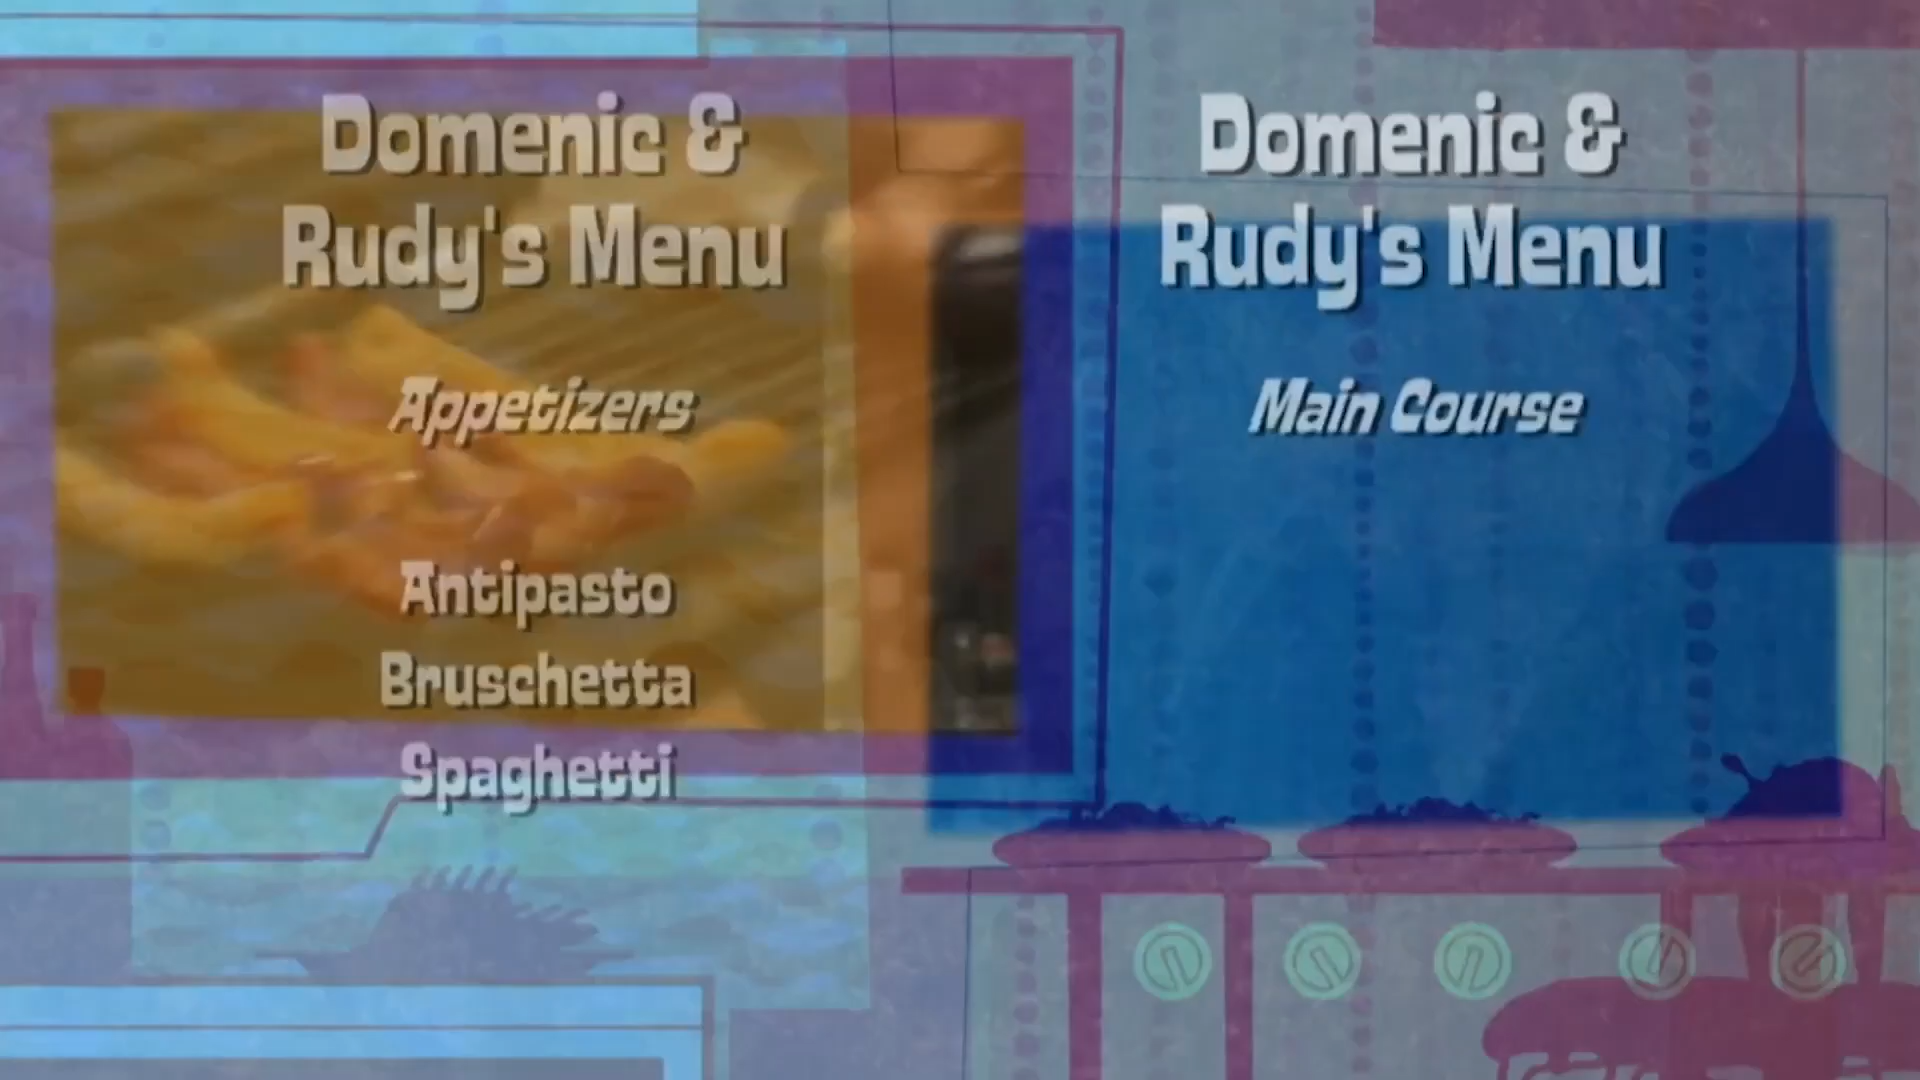 Domenic &
Rudy's Menu
Appetizers
Antipasto
Bruschetta
Spaghetti
Domenic &
Rudy's Menu
Main Course